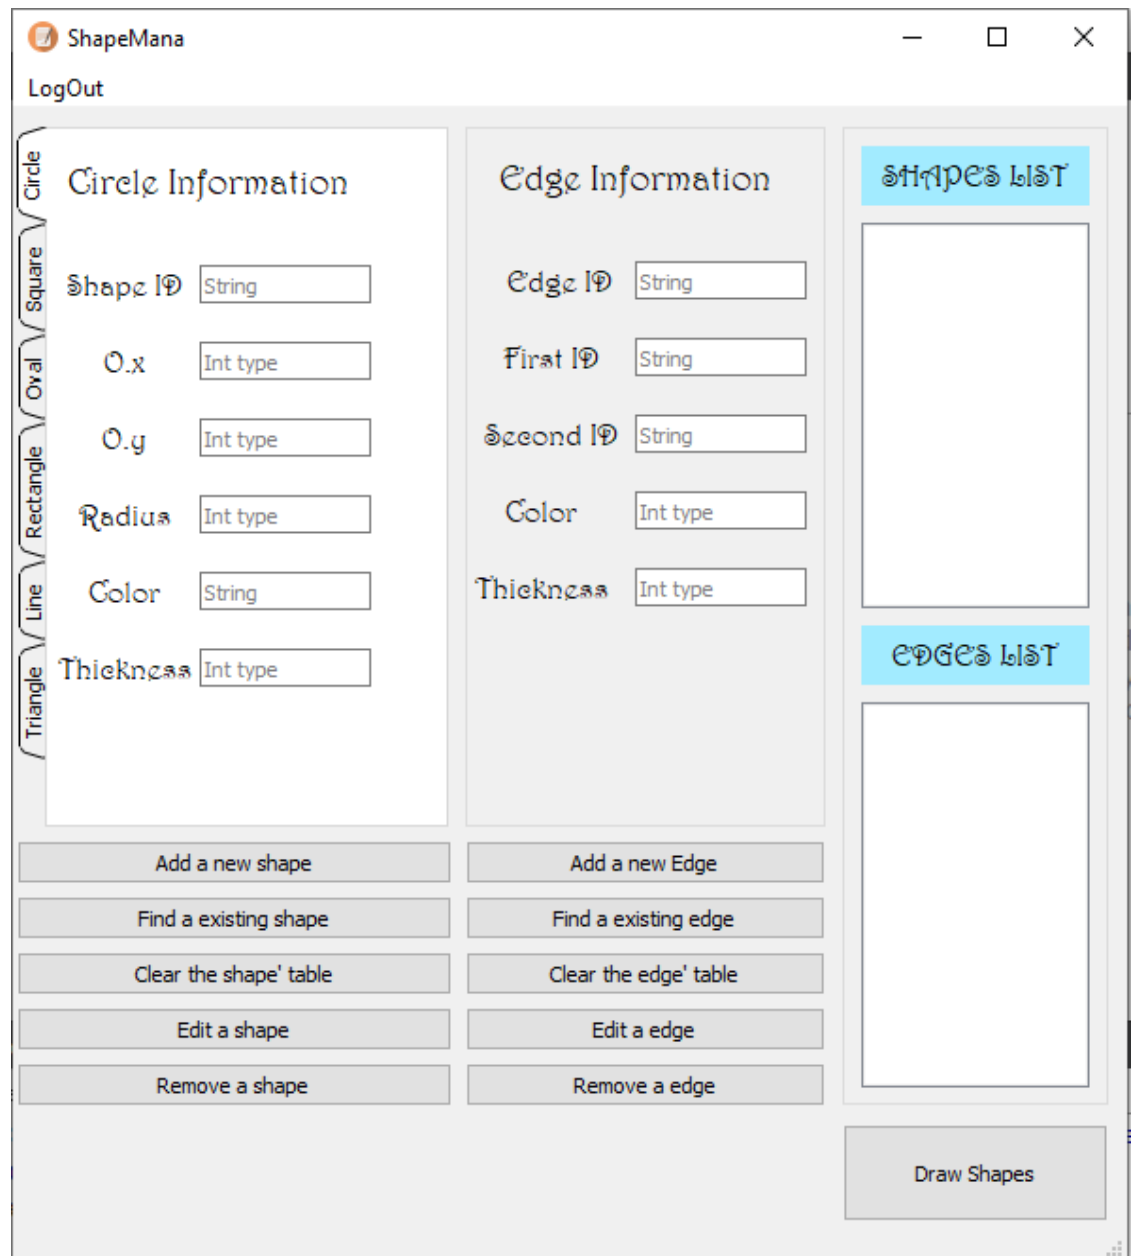 ShapeMana
LogOut
Circle
Square
Oval
Rectangle
Line
Triangle
Circle Information
Shape ID String
O.x Int type
O.y Int type
Radius Int type
Color String
Thickness Int type
Edge Information
Edge ID String
First ID String
Second ID String
Color Int type
Thickness Int type
SHAPES LIST
EDGES LIST
Add a new shape
Find a existing shape
Clear the shape' table
Edit a shape
Remove a shape
Add a new Edge
Find a existing edge
Clear the edge' table
Edit a edge
Remove a edge
Draw Shapes